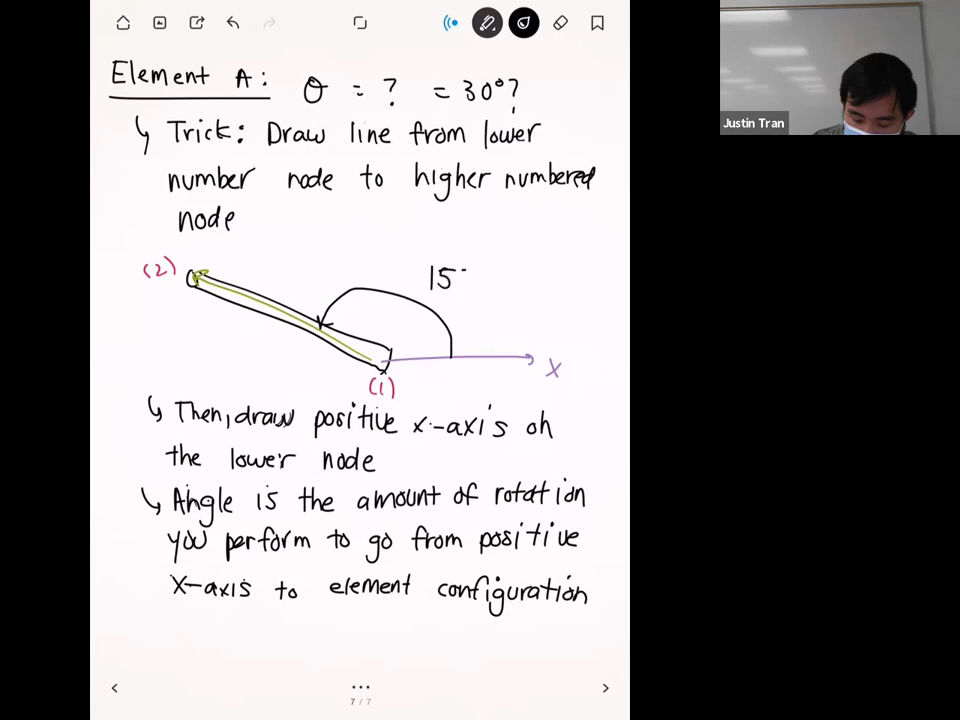 Element A: θ = ? = 30°?
Justin Tran
↳ Trick: Draw line from lower
number node to higher numbered
node
(2)
15
x
(1)
↳ Then, draw positive x-axis on
the lower node
↳ Angle is the amount of rotation
you perform to go from positive
x-axis to element configuration
7 / 7